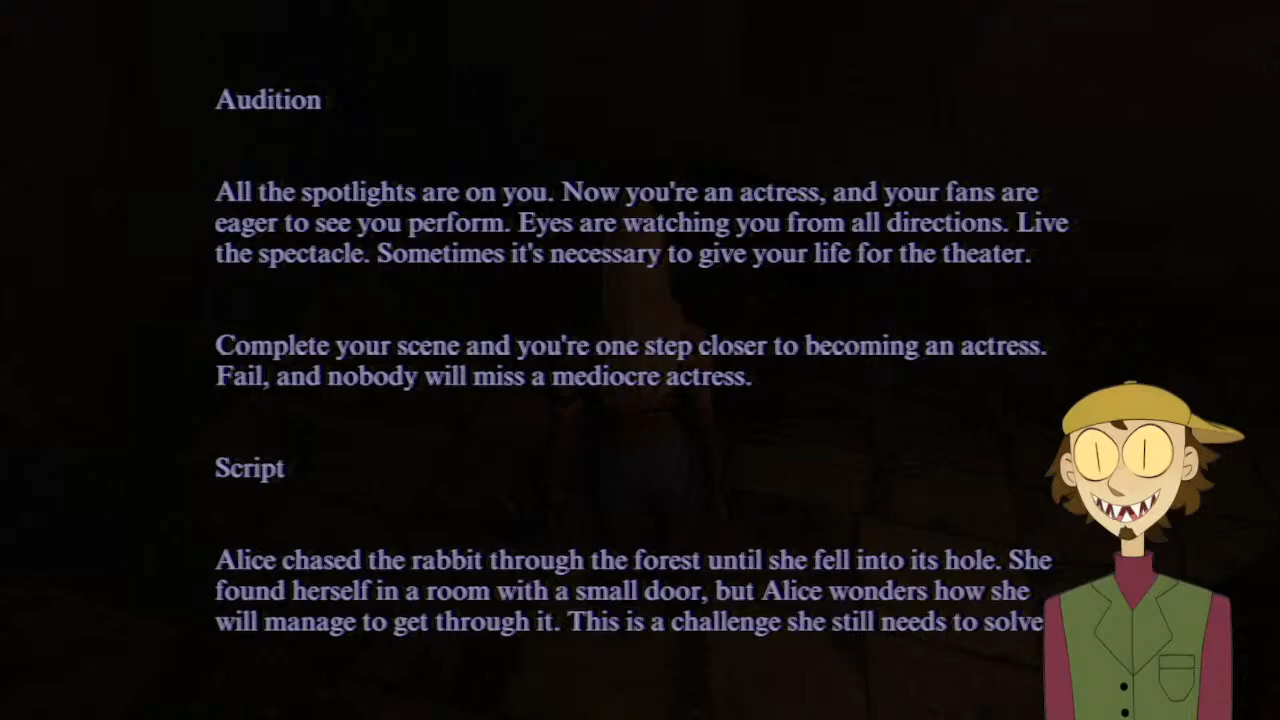 Audition
All the spotlights are on you. Now you're an actress, and your fans are
eager to see you perform. Eyes are watching you from all directions. Live
the spectacle. Sometimes it's necessary to give your life for the theater.
Complete your scene and you're one step closer to becoming an actress.
Fail, and nobody will miss a mediocre actress.
Script
Alice chased the rabbit through the forest until she fell into its hole. She
found herself in a room with a small door, but Alice wonders how she
will manage to get through it. This is a challenge she still needs to solve